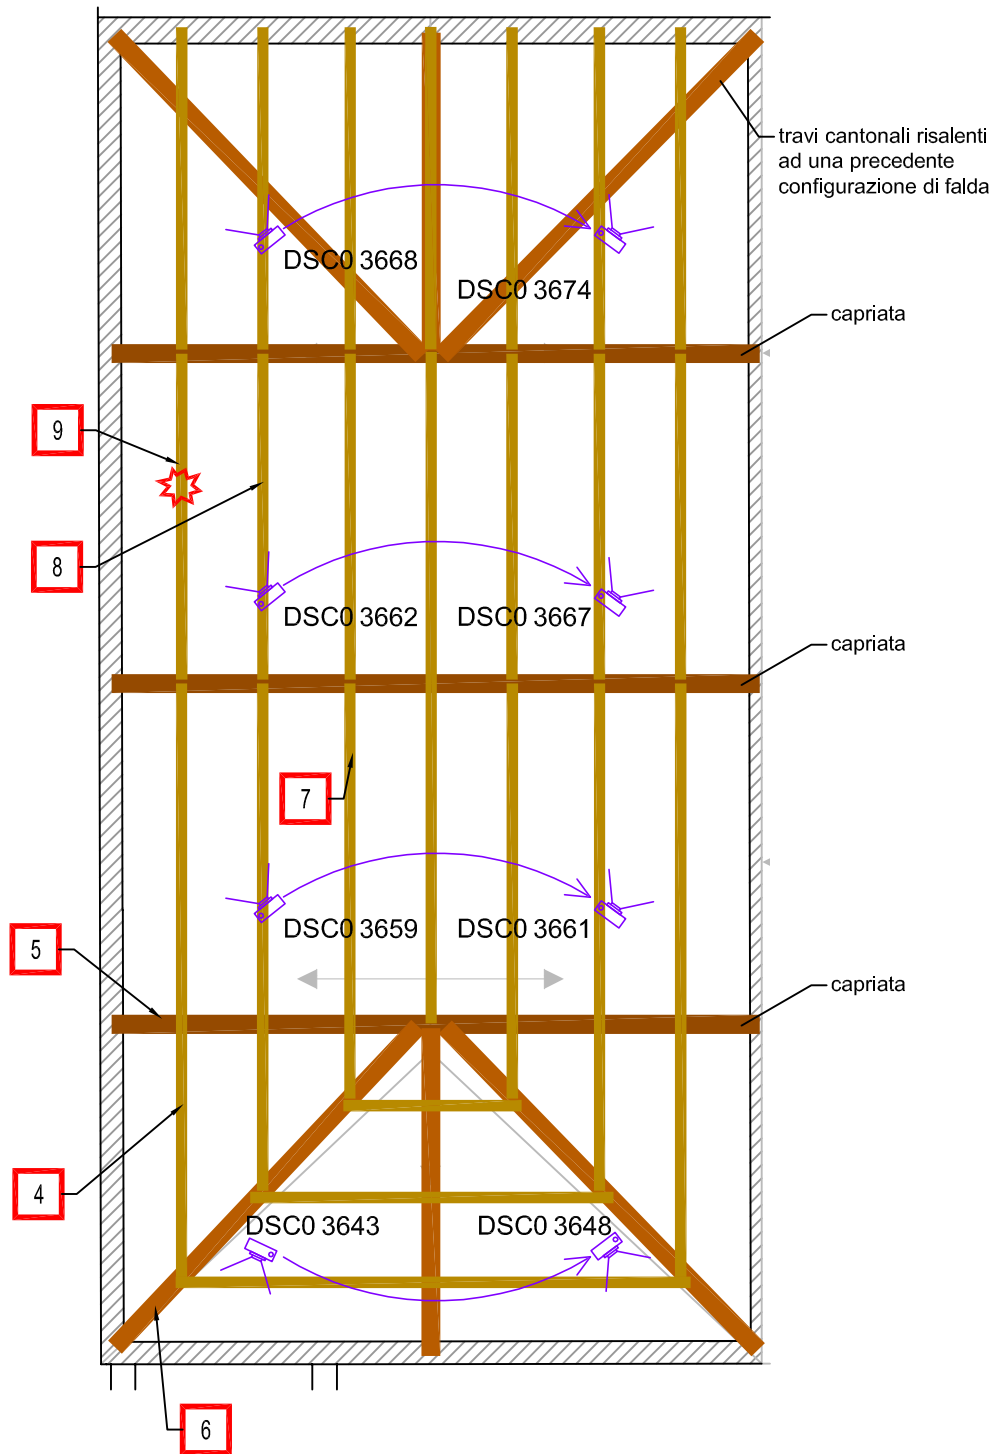 travi cantonali risalenti
ad una precedente
configurazione di falda
DSC0 3668
DSC0 3674
capriata
9
8
DSC0 3662
DSC0 3667
capriata
7
DSC0 3659
DSC0 3661
5
capriata
4
DSC0 3643
DSC0 3648
6